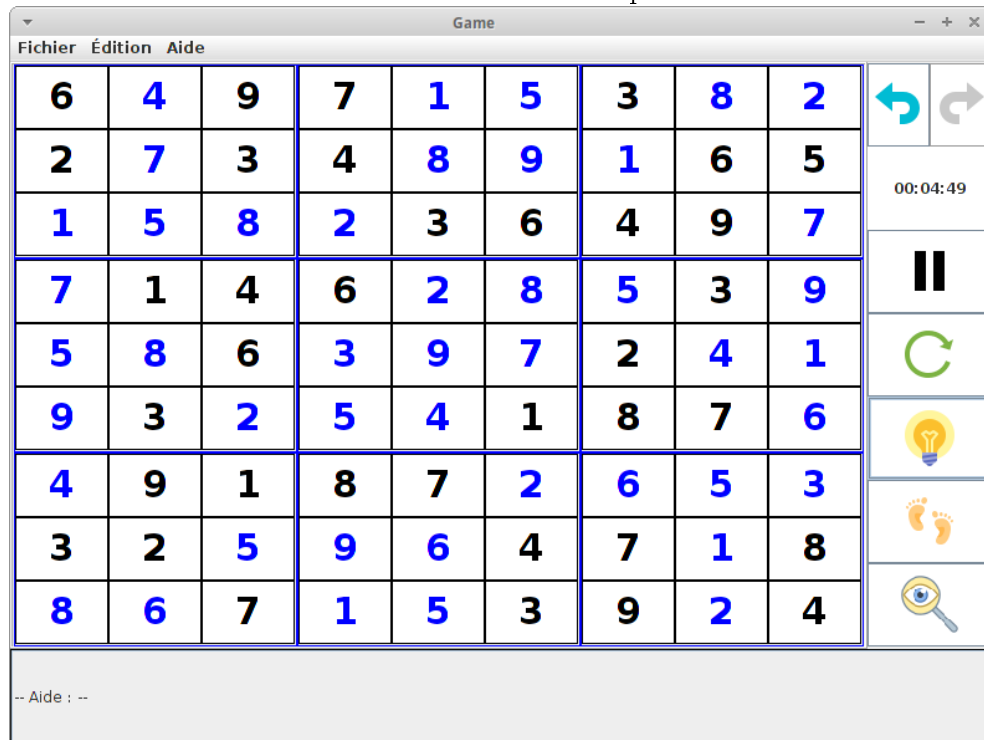 Game
Fichier Édition Aide
6 4 9 7 1 5 3 8 2
2 7 3 4 8 9 1 6 5
00:04:49
1 5 8 2 3 6 4 9 7
7 1 4 6 2 8 5 3 9
5 8 6 3 9 7 2 4 1
9 3 2 5 4 1 8 7 6
4 9 1 8 7 2 6 5 3
3 2 5 9 6 4 7 1 8
8 6 7 1 5 3 9 2 4
-- Aide : --